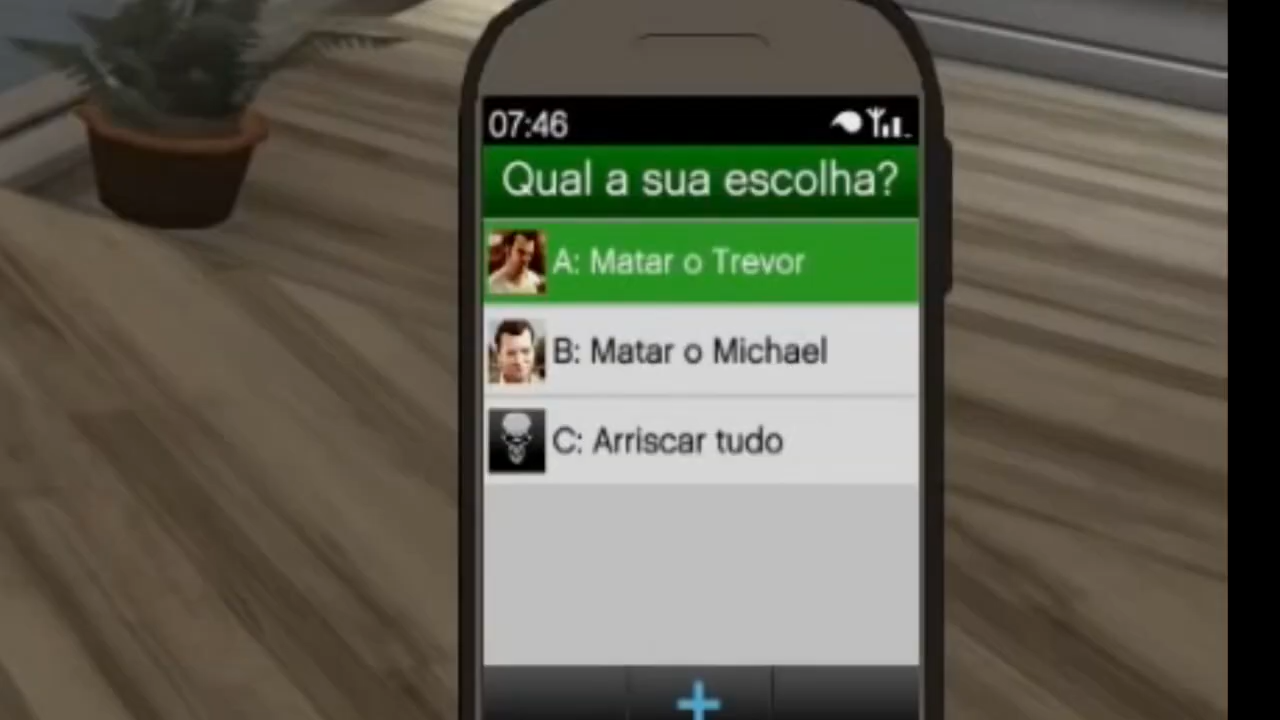 07:46
Qual a sua escolha?
A: Matar o Trevor
B: Matar o Michael
C: Arriscar tudo